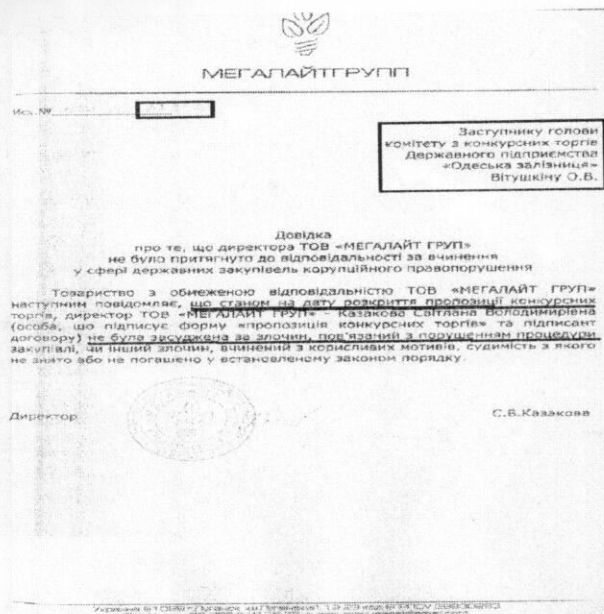 МЕГАЛАЙТГРУПП
Исх. №
Заступнику голови
комітету з конкурсних торгів
Державного підприємства
«Одеська залізниця»
Вітушкіну О.В.
Довідка
про те, що директора ТОВ «МЕГАЛАЙТ ГРУП»
не було притягнуто до відповідальності за вчинення
у сфері державних закупівель корупційного правопорушення
Товариство з обмеженою відповідальністю ТОВ «МЕГАЛАЙТ ГРУП»
наступним повідомляє, що станом на дату розкриття пропозиції конкурсних
торгів, директор ТОВ «МЕГАЛАЙТ ГРУП» - Казакова Світлана Володимирівна
(особа, що підписує форму «пропозиція конкурсних торгів» та підписант
договору) не була засуджена за злочин, пов'язаний з порушенням процедури
закупівлі, чи інший злочин, вчинений з корисливих мотивів, судимість з якого
не знято або не погашено у встановленому законом порядку.
Директор
С.В.Казакова